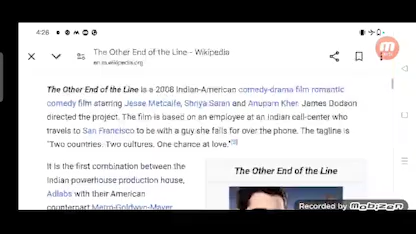 4:26
The Other End of the Line - Wikipedia
en.m.wikipedia.org
The Other End of the Line is a 2008 Indian-American comedy-drama film romantic
comedy film starring Jesse Metcalfe, Shriya Saran and Anupam Kher. James Dodson
directed the project. The film is based on an employee at an Indian call-center who
travels to San Francisco to be with a guy she falls for over the phone. The tagline is
"Two countries. Two cultures. One chance at love."
It is the first combination between the
Indian powerhouse production house,
Adlabs with their American
counterpart Metro-Goldwyn-Mayer
The Other End of the Line
Recorded by Mobizen